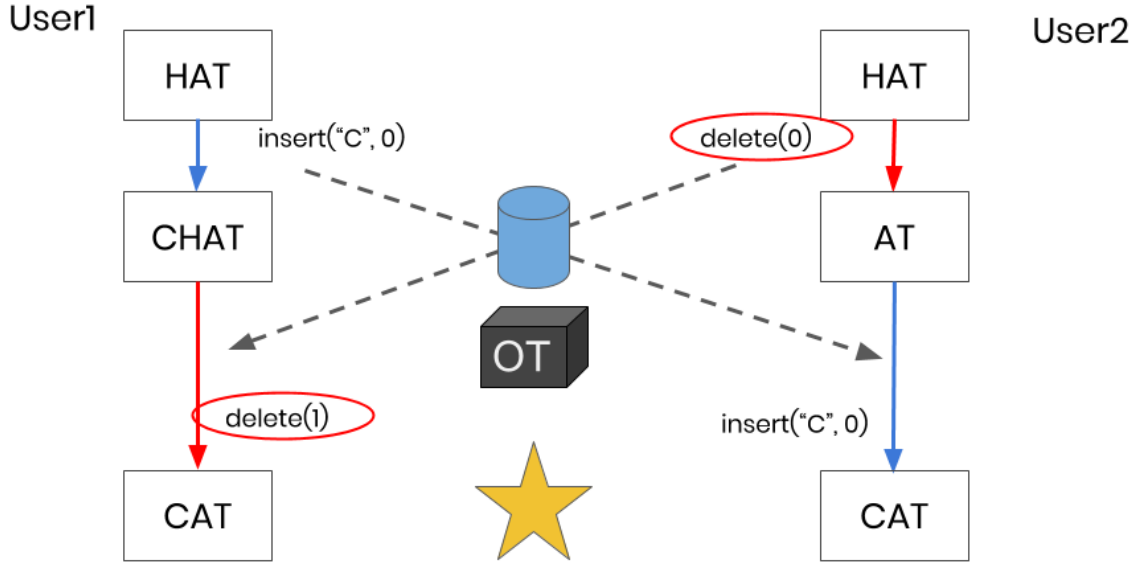 User1
User2
HAT
HAT
insert(“C”, 0)
delete(0)
CHAT
AT
OT
delete(1)
insert(“C”, 0)
CAT
CAT